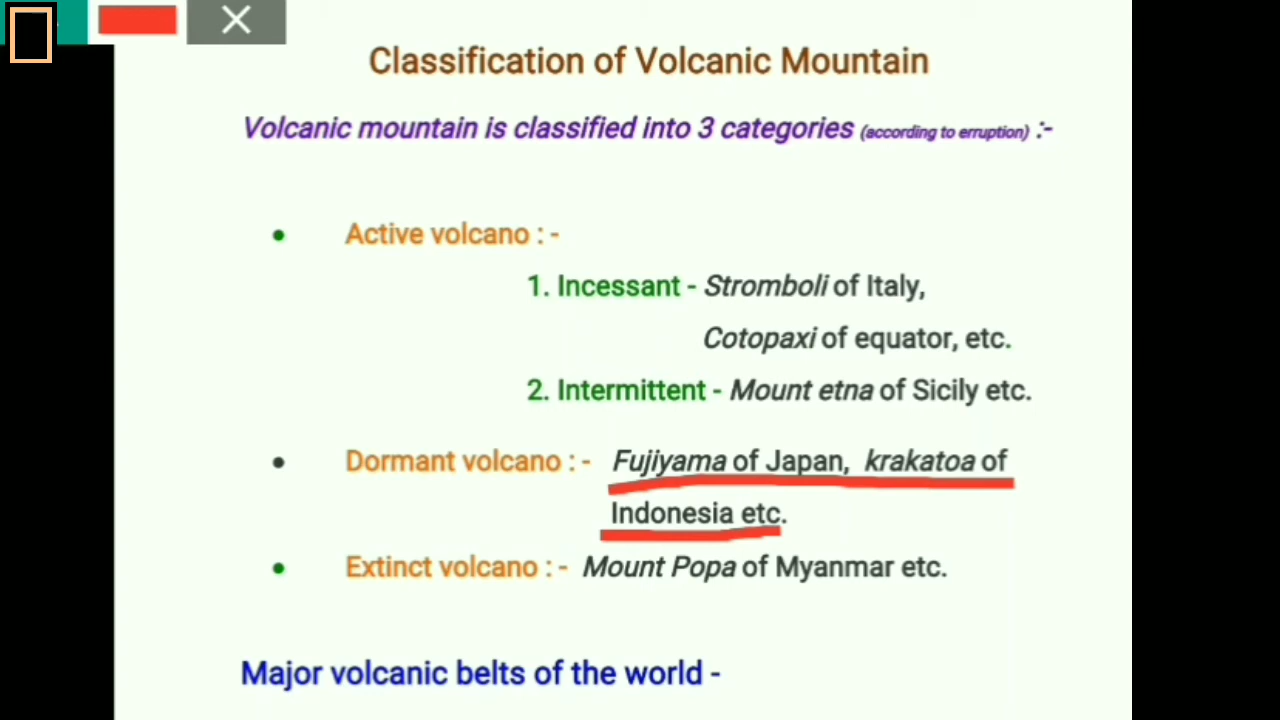 Classification of Volcanic Mountain
Volcanic mountain is classified into 3 categories (according to erruption) :-
Active volcano : -
1. Incessant - Stromboli of Italy,
Cotopaxi of equator, etc.
2. Intermittent - Mount etna of Sicily etc.
Dormant volcano : - Fujiyama of Japan, krakatoa of
Indonesia etc.
Extinct volcano : - Mount Popa of Myanmar etc.
Major volcanic belts of the world -